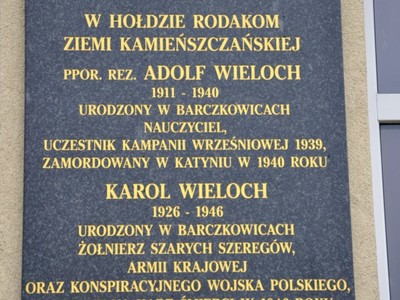 W HOŁDZIE RODAKOM
ZIEMI KAMIEŃSZCZAŃSKIEJ
PPOR. REZ. ADOLF WIELOCH
1911 - 1940
URODZONY W BARCZKOWICACH
NAUCZYCIEL,
UCZESTNIK KAMPANII WRZEŚNIOWEJ 1939,
ZAMORDOWANY W KATYNIU W 1940 ROKU
KAROL WIELOCH
1926 - 1946
URODZONY W BARCZKOWICACH
ŻOŁNIERZ SZARYCH SZEREGÓW,
ARMII KRAJOWEJ
ORAZ KONSPIRACYJNEGO WOJSKA POLSKIEGO,